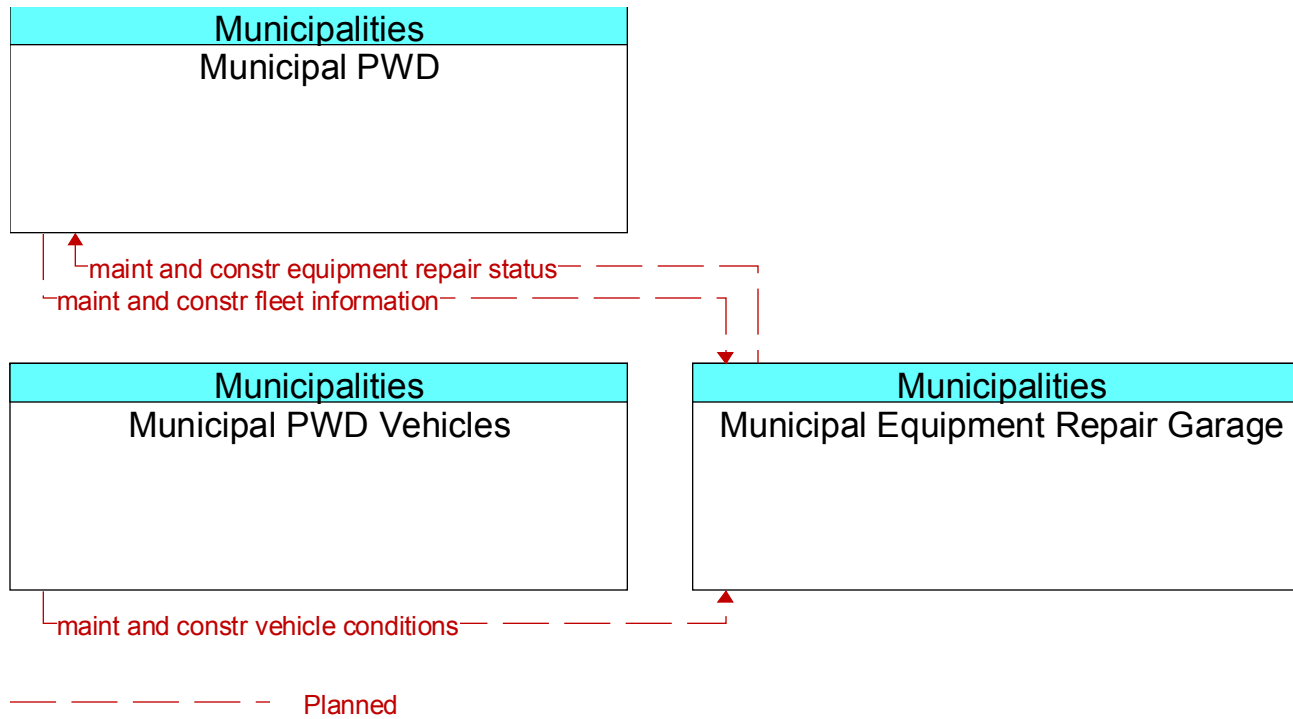 Municipalities
Municipal PWD
maint and constr equipment repair status
maint and constr fleet information
Municipalities
Municipal PWD Vehicles
Municipalities
Municipal Equipment Repair Garage
maint and constr vehicle conditions
Planned